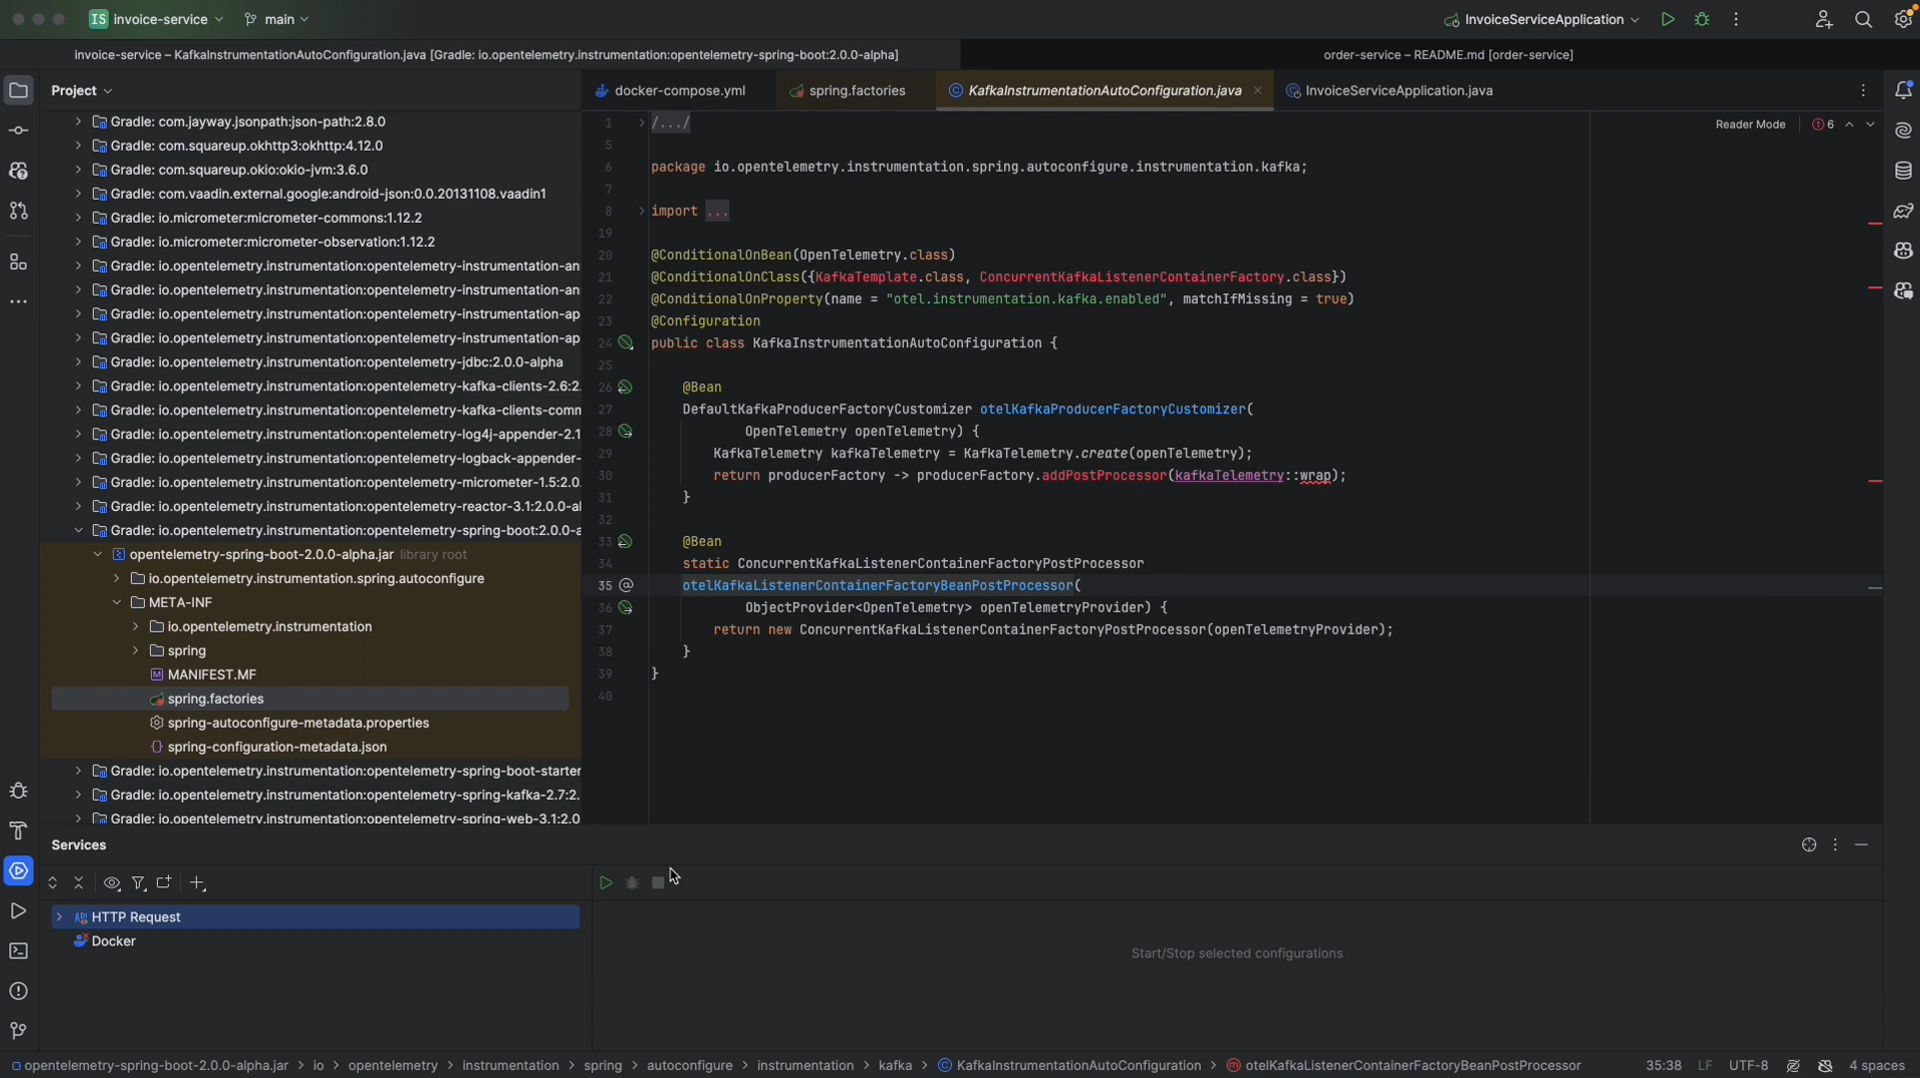 IS invoice-service main
InvoiceServiceApplication
invoice-service – KafkaInstrumentationAutoConfiguration.java [Gradle: io.opentelemetry.instrumentation:opentelemetry-spring-boot:2.0.0-alpha]
order-service – README.md [order-service]
Project
docker-compose.yml
spring.factories
KafkaInstrumentationAutoConfiguration.java
InvoiceServiceApplication.java
Gradle: com.jayway.jsonpath:json-path:2.8.0
Gradle: com.squareup.okhttp3:okhttp:4.12.0
Gradle: com.squareup.okio:okio-jvm:3.6.0
Gradle: com.vaadin.external.google:android-json:0.0.20131108.vaadin1
Gradle: io.micrometer:micrometer-commons:1.12.2
Gradle: io.micrometer:micrometer-observation:1.12.2
Gradle: io.opentelemetry.instrumentation:opentelemetry-instrumentation-an
Gradle: io.opentelemetry.instrumentation:opentelemetry-instrumentation-an
Gradle: io.opentelemetry.instrumentation:opentelemetry-instrumentation-ap
Gradle: io.opentelemetry.instrumentation:opentelemetry-instrumentation-ap
Gradle: io.opentelemetry.instrumentation:opentelemetry-jdbc:2.0.0-alpha
Gradle: io.opentelemetry.instrumentation:opentelemetry-kafka-clients-2.6:2.
Gradle: io.opentelemetry.instrumentation:opentelemetry-kafka-clients-comm
Gradle: io.opentelemetry.instrumentation:opentelemetry-log4j-appender-2.1
Gradle: io.opentelemetry.instrumentation:opentelemetry-logback-appender-
Gradle: io.opentelemetry.instrumentation:opentelemetry-micrometer-1.5:2.0.
Gradle: io.opentelemetry.instrumentation:opentelemetry-reactor-3.1:2.0.0-al
Gradle: io.opentelemetry.instrumentation:opentelemetry-spring-boot:2.0.0-a
opentelemetry-spring-boot-2.0.0-alpha.jar library root
io.opentelemetry.instrumentation.spring.autoconfigure
META-INF
io.opentelemetry.instrumentation
spring
MANIFEST.MF
spring.factories
spring-autoconfigure-metadata.properties
spring-configuration-metadata.json
Gradle: io.opentelemetry.instrumentation:opentelemetry-spring-boot-starter
Gradle: io.opentelemetry.instrumentation:opentelemetry-spring-kafka-2.7:2.
Gradle: io.opentelemetry.instrumentation:opentelemetry-spring-web-3.1:2.0
Reader Mode 6
1 /.../
5
6 package io.opentelemetry.instrumentation.spring.autoconfigure.instrumentation.kafka;
7
8 import ...
19
20 @ConditionalOnBean(OpenTelemetry.class)
21 @ConditionalOnClass({KafkaTemplate.class, ConcurrentKafkaListenerContainerFactory.class})
22 @ConditionalOnProperty(name = "otel.instrumentation.kafka.enabled", matchIfMissing = true)
23 @Configuration
24 public class KafkaInstrumentationAutoConfiguration {
25
26 @Bean
27 DefaultKafkaProducerFactoryCustomizer otelKafkaProducerFactoryCustomizer(
28 OpenTelemetry openTelemetry) {
29 KafkaTelemetry kafkaTelemetry = KafkaTelemetry.create(openTelemetry);
30 return producerFactory -> producerFactory.addPostProcessor(kafkaTelemetry::wrap);
31 }
32
33 @Bean
34 static ConcurrentKafkaListenerContainerFactoryPostProcessor
35 @ otelKafkaListenerContainerFactoryBeanPostProcessor(
36 ObjectProvider<OpenTelemetry> openTelemetryProvider) {
37 return new ConcurrentKafkaListenerContainerFactoryPostProcessor(openTelemetryProvider);
38 }
39 }
40
Services
HTTP Request
Docker
Start/Stop selected configurations
opentelemetry-spring-boot-2.0.0-alpha.jar > io > opentelemetry > instrumentation > spring > autoconfigure > instrumentation > kafka > KafkaInstrumentationAutoConfiguration > otelKafkaListenerContainerFactoryBeanPostProcessor
35:38 LF UTF-8 4 spaces